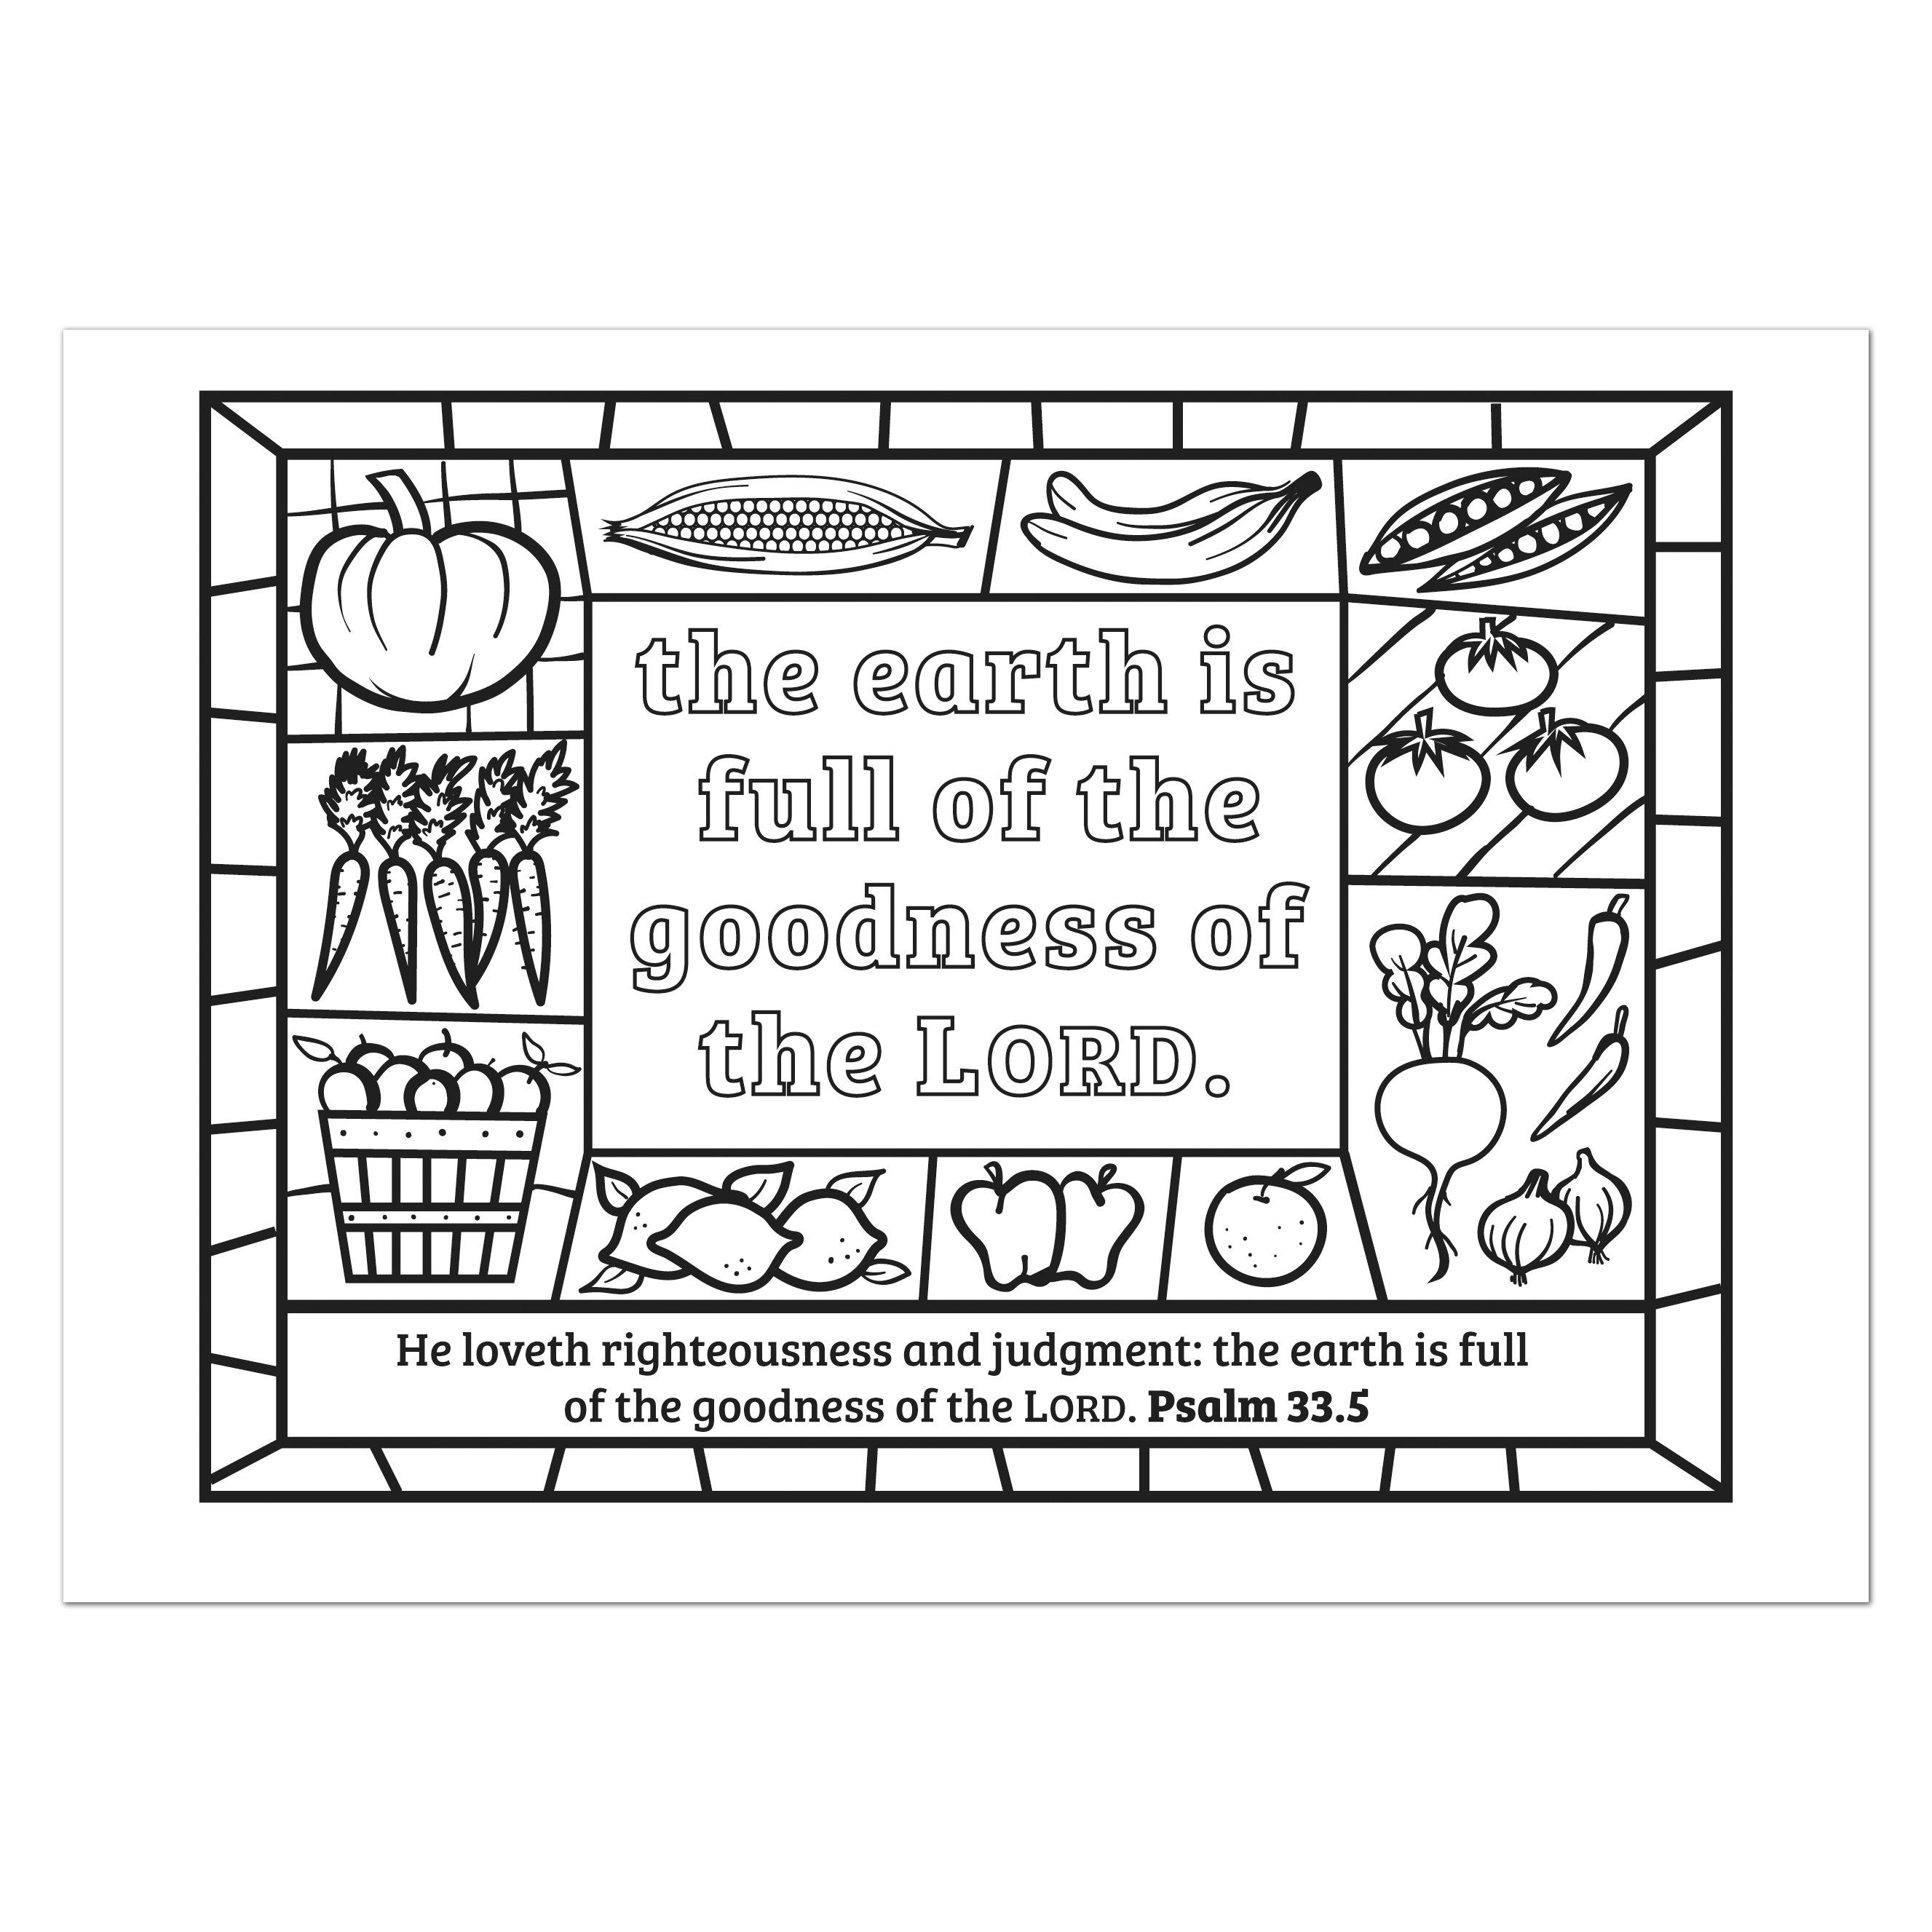 the earth is
full of the
goodness of
the LORD.
He loveth righteousness and judgment: the earth is full
of the goodness of the LORD. Psalm 33.5